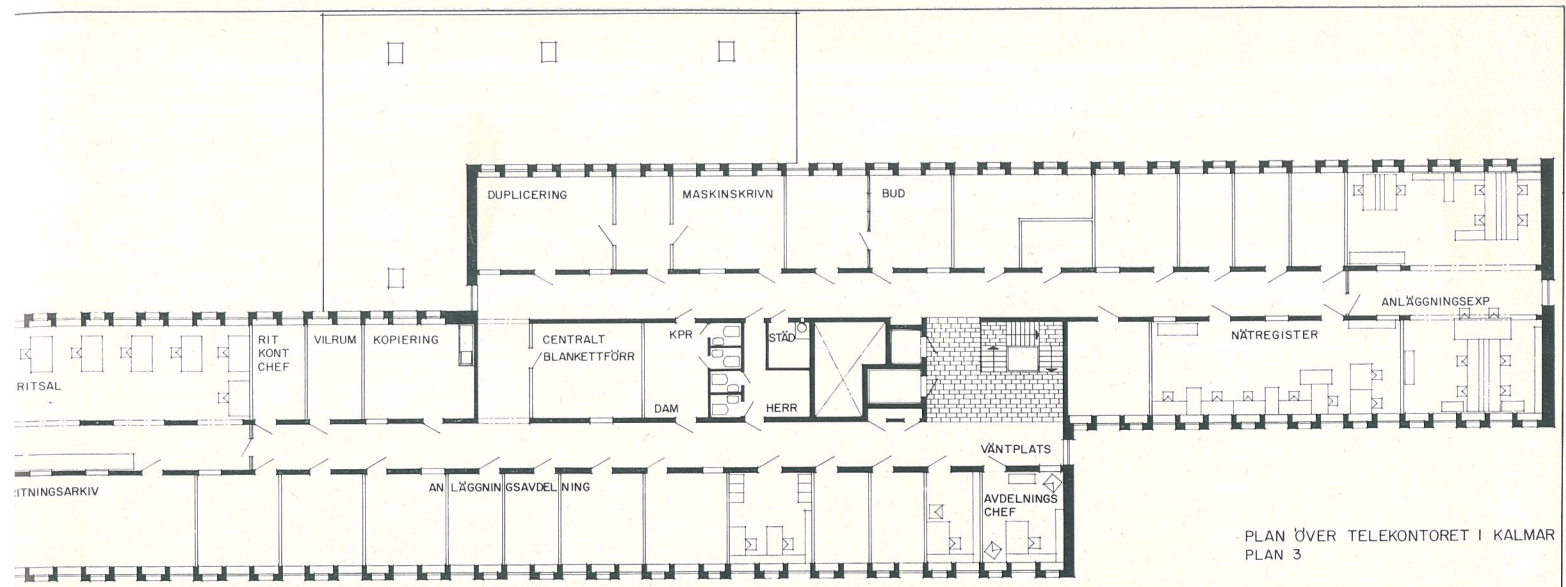 DUPLICERING
MASKINSKRIVN
BUD
ANLÄGGNINGSEXP
RITSAL
RIT
KONT
CHEF
VILRUM
KOPIERING
CENTRALT
BLANKETTFÖRR
KPR
DAM
STÄD
HERR
NÄTREGISTER
VÄNTPLATS
RITNINGSARKIV
ANLÄGGNINGSAVDELNING
AVDELNINGS
CHEF
PLAN ÖVER TELEKONTORET I KALMAR
PLAN 3